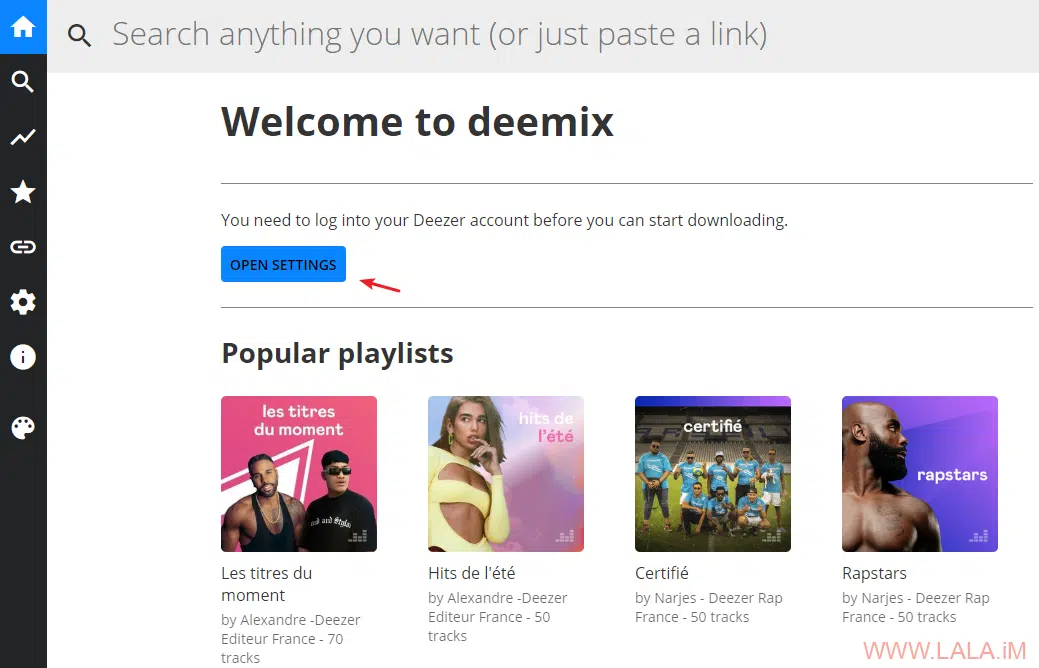 Search anything you want (or just paste a link)
Welcome to deemix
You need to log into your Deezer account before you can start downloading.
OPEN SETTINGS
Popular playlists
les titres
du moment
Les titres du
moment
by Alexandre -Deezer
Editeur France - 70
tracks
hits de
l'été
Hits de l'été
by Alexandre -Deezer
Editeur France - 50
tracks
certifié
Certifié
by Narjes - Deezer Rap
France - 50 tracks
rapstars
Rapstars
by Narjes - Deezer Rap
France - 50 tracks
WWW.LALA.iM